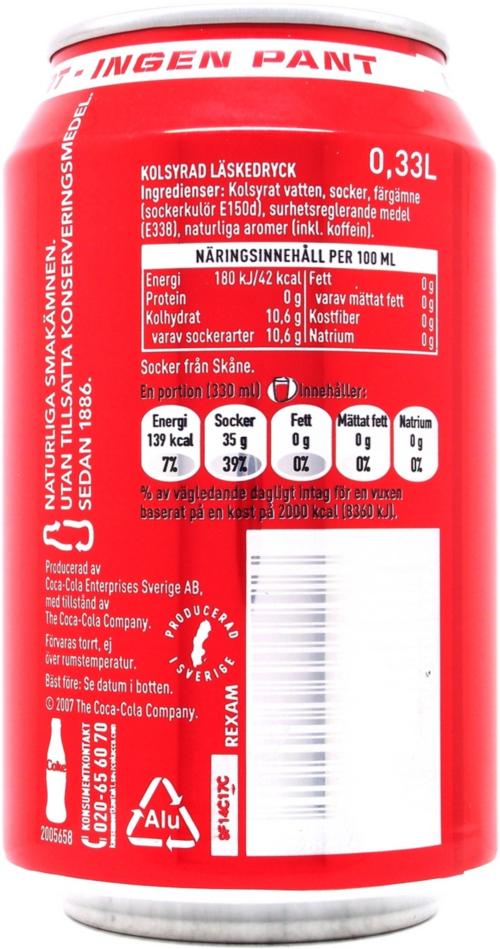 T - INGEN PANT
NATURLIGA SMAKÄMNEN.
UTAN TILLSATTA KONSERVERINGSMEDEL.
SEDAN 1886.
KOLSYRAD LÄSKEDRYCK
0,33L
Ingredienser: Kolsyrat vatten, socker, färgämne
(sockerkulör E150d), surhetsreglerande medel
(E338), naturliga aromer (inkl. koffein).
NÄRINGSINNEHÅLL PER 100 ML
Energi 180 kJ/42 kcal Fett 0 g
Protein 0 g varav mättat fett 0 g
Kolhydrat 10,6 g Kostfiber 0 g
varav sockerarter 10,6 g Natrium 0 g
Socker från Skåne.
En portion (330 ml) innehåller:
Energi Socker Fett Mättat fett Natrium
139 kcal 35 g 0 g 0 g 0 g
7% 39% 0% 0% 0%
% av vägledande dagligt intag för en vuxen
baserat på en kost på 2000 kcal (8360 kJ).
Producerad av
Coca-Cola Enterprises Sverige AB,
med tillstånd av
The Coca-Cola Company.
Förvaras torrt, ej
över rumstemperatur.
Bäst före: Se datum i botten.
© 2007 The Coca-Cola Company.
PRODUCERAD
I SVERIGE
REXAM
Coke
2005658
KONSUMENTKONTAKT
020-65 60 70
Alu